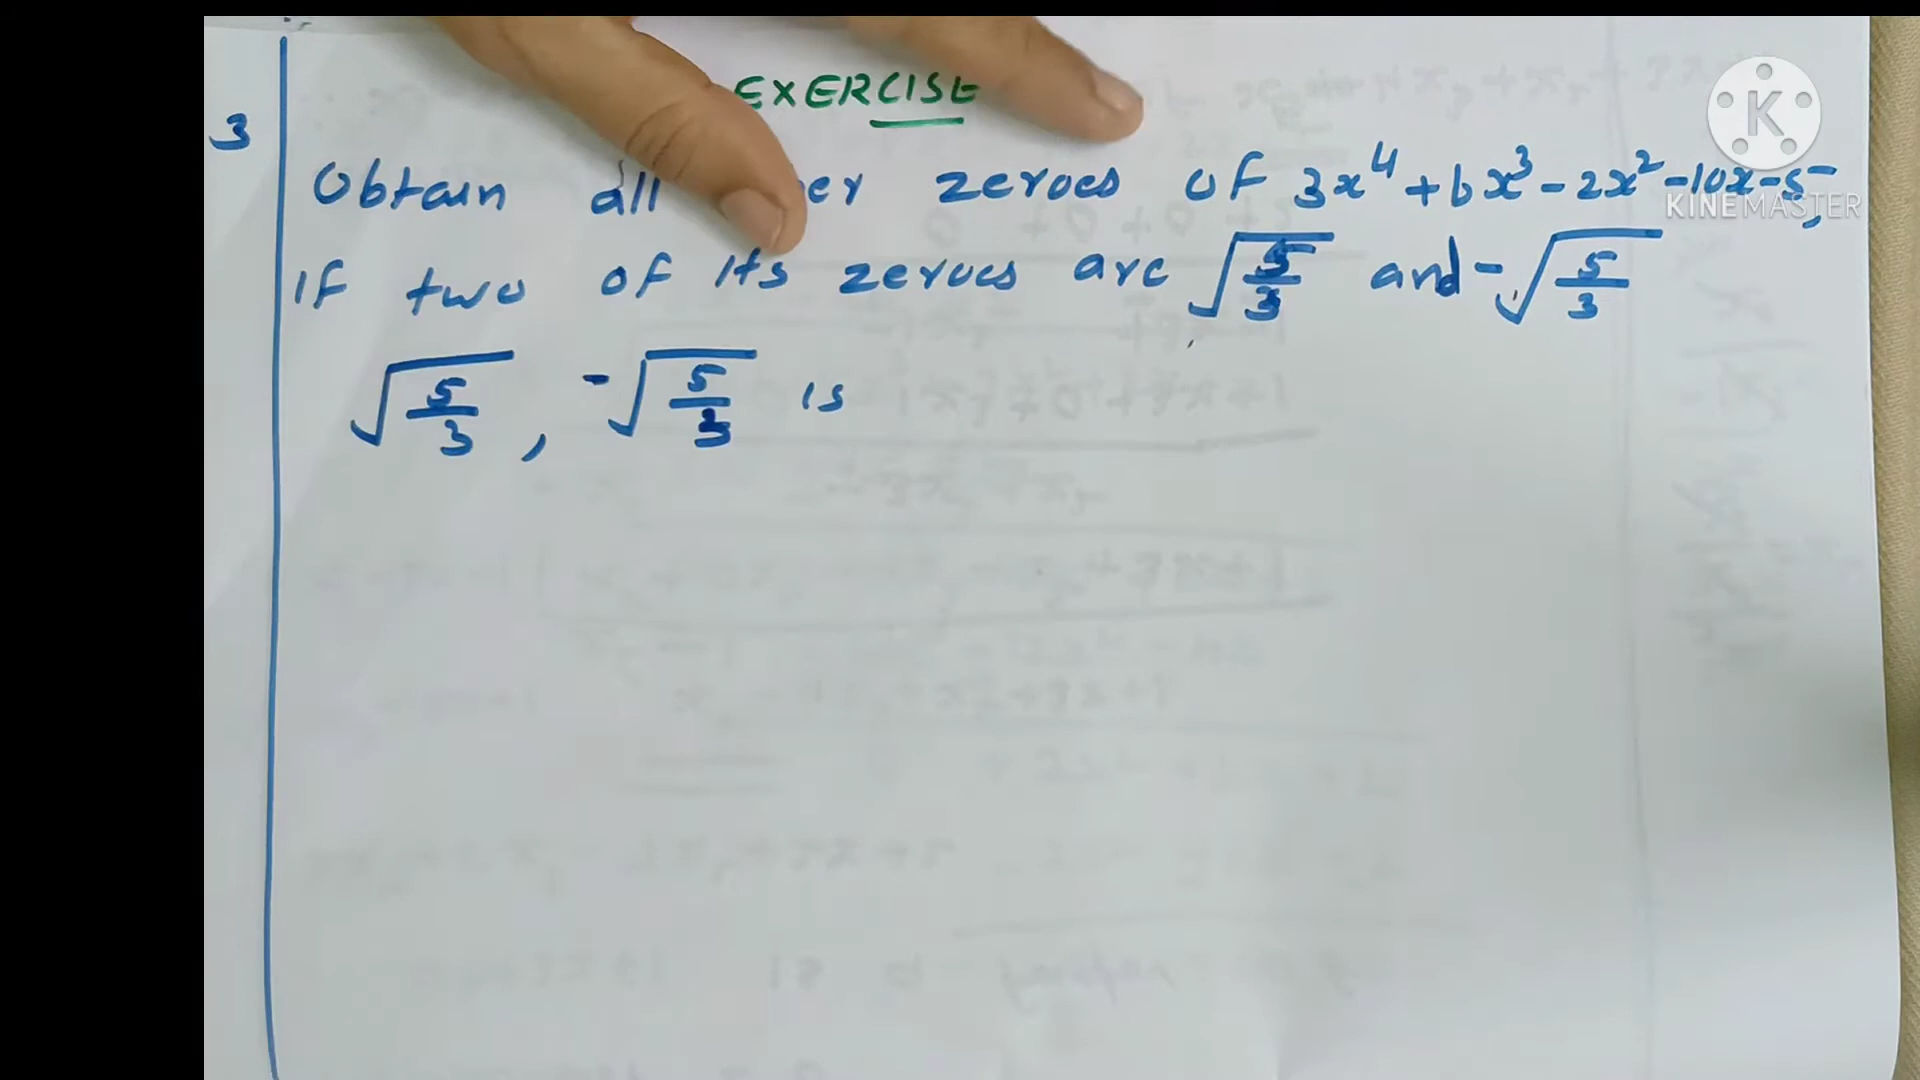 EXERCISE
3
Obtain all er zeroes of 3x⁴ + 6x³ - 2x² - 10x - 5,
KINEMASTER
If two of its zeroes are √5/3 and -√5/3
√5/3 , -√5/3 is